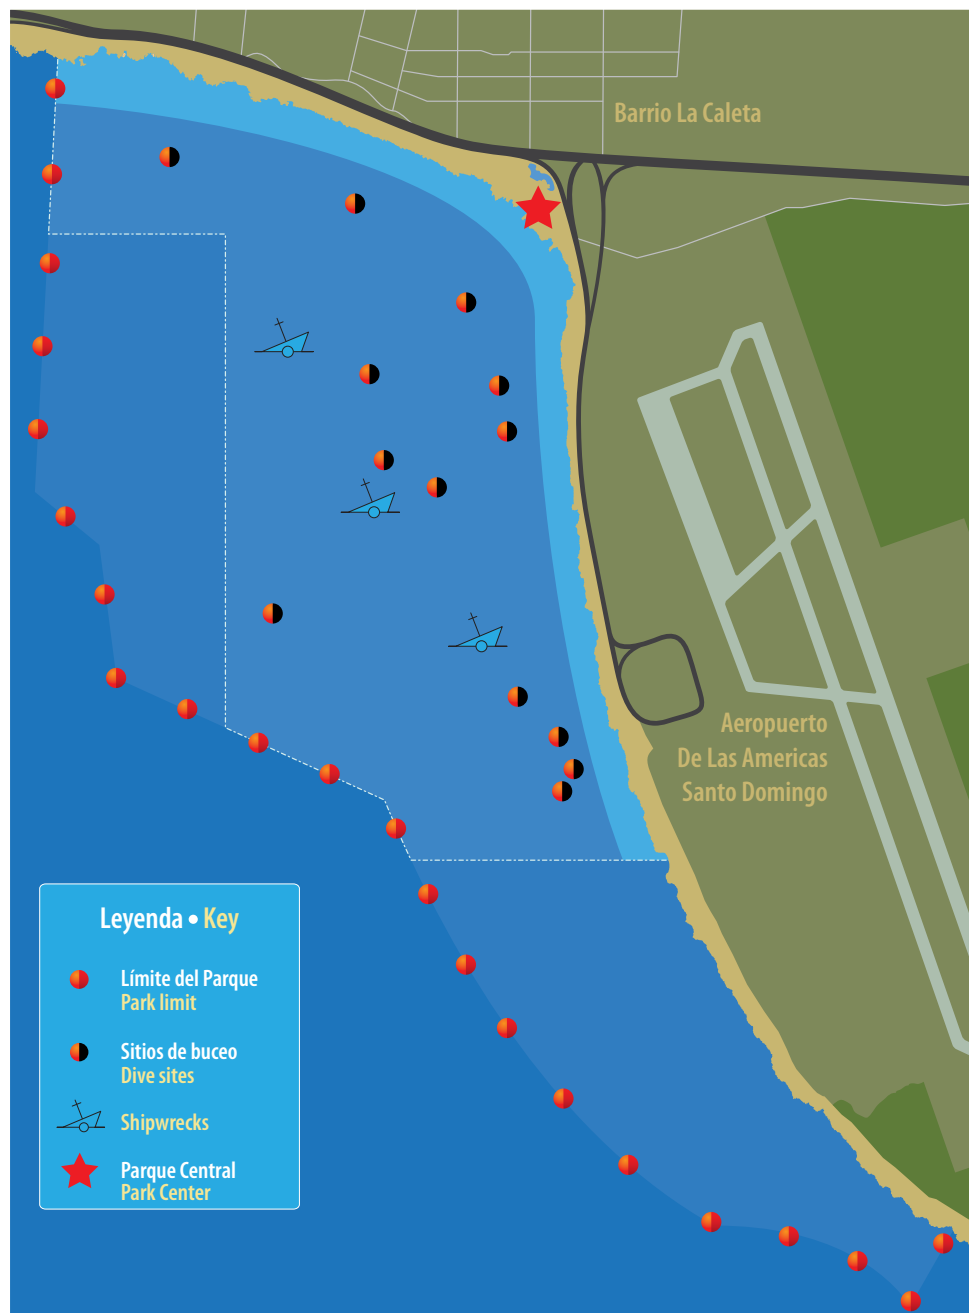 Barrio La Caleta
Aeropuerto
De Las Americas
Santo Domingo
Leyenda • Key
Límite del Parque
Park limit
Sitios de buceo
Dive sites
Shipwrecks
Parque Central
Park Center